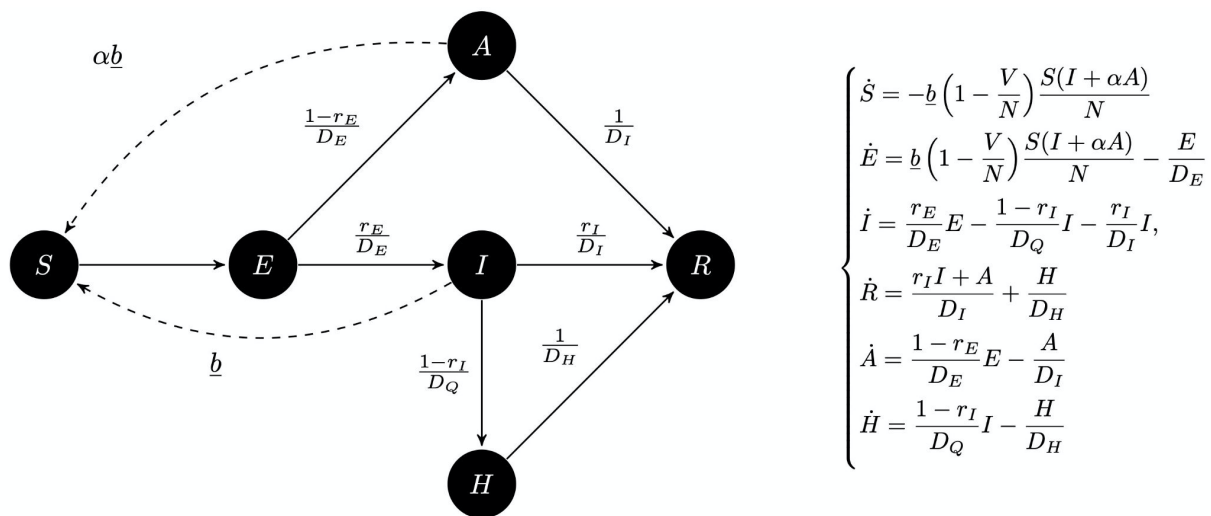 A
αb̲
(1−r_E)/D_E
1/D_I
S
E
r_E/D_E
I
r_I/D_I
R
b̲
(1−r_I)/D_Q
1/D_H
H
Ṡ = −b̲ (1 − V/N) S(I + αA)/N
Ė = b̲ (1 − V/N) S(I + αA)/N − E/D_E
İ = r_E/D_E E − (1 − r_I)/D_Q I − r_I/D_I I,
Ṙ = (r_I I + A)/D_I + H/D_H
Ȧ = (1 − r_E)/D_E E − A/D_I
Ḣ = (1 − r_I)/D_Q I − H/D_H